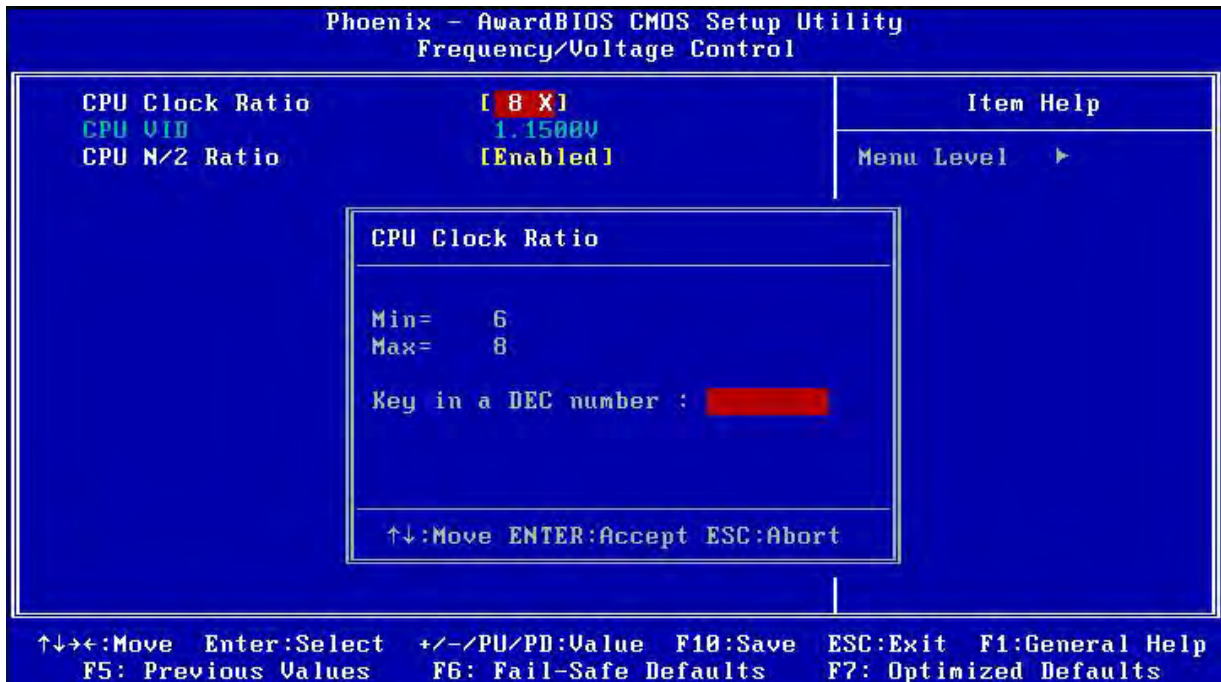 Phoenix - AwardBIOS CMOS Setup Utility
Frequency/Voltage Control
CPU Clock Ratio [ 8 X]
CPU VID 1.1500V
CPU N/2 Ratio [Enabled]
Item Help
Menu Level ►
CPU Clock Ratio
Min= 6
Max= 8
Key in a DEC number :
↑↓:Move ENTER:Accept ESC:Abort
↑↓→←:Move Enter:Select +/-/PU/PD:Value F10:Save ESC:Exit F1:General Help
F5: Previous Values F6: Fail-Safe Defaults F7: Optimized Defaults